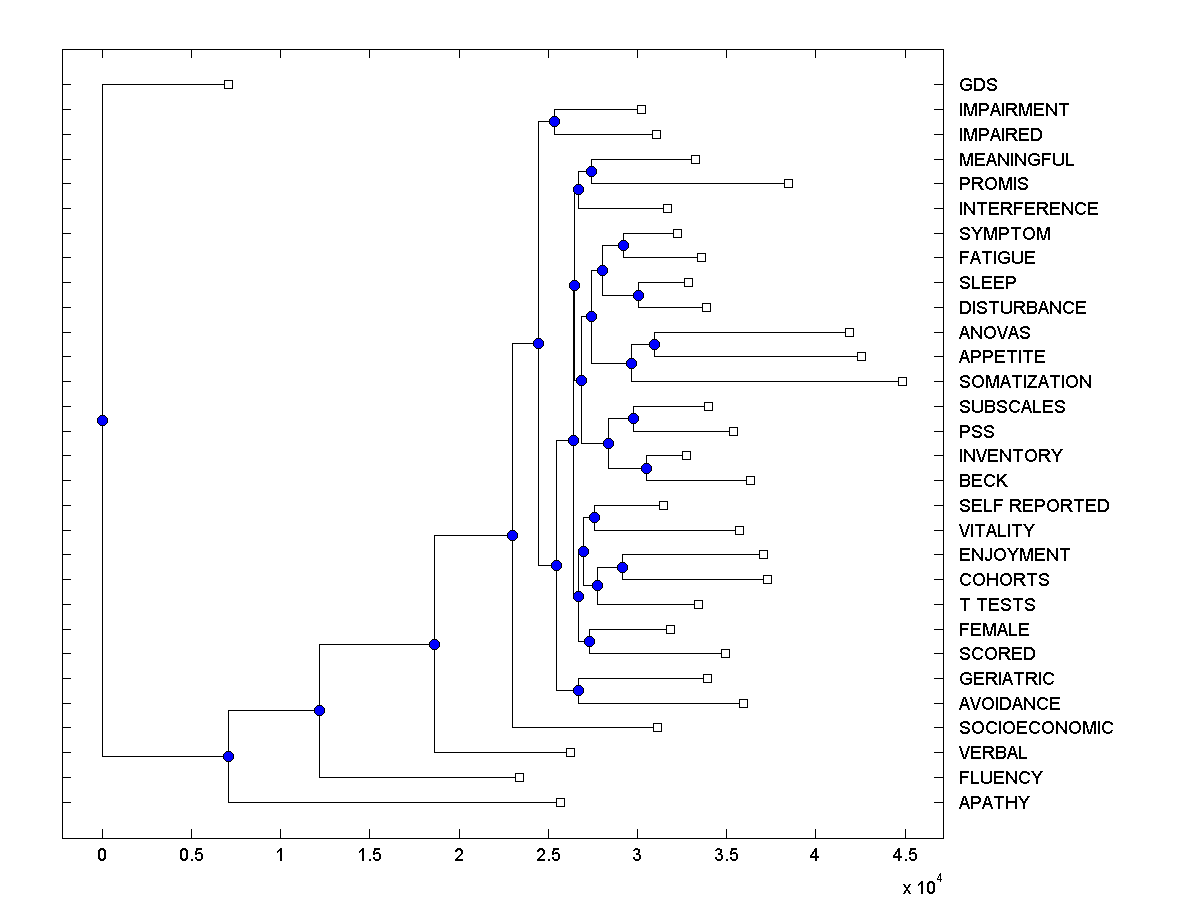 GDS
IMPAIRMENT
IMPAIRED
MEANINGFUL
PROMIS
INTERFERENCE
SYMPTOM
FATIGUE
SLEEP
DISTURBANCE
ANOVAS
APPETITE
SOMATIZATION
SUBSCALES
PSS
INVENTORY
BECK
SELF REPORTED
VITALITY
ENJOYMENT
COHORTS
T TESTS
FEMALE
SCORED
GERIATRIC
AVOIDANCE
SOCIOECONOMIC
VERBAL
FLUENCY
APATHY
0 0.5 1 1.5 2 2.5 3 3.5 4 4.5
x 10^4